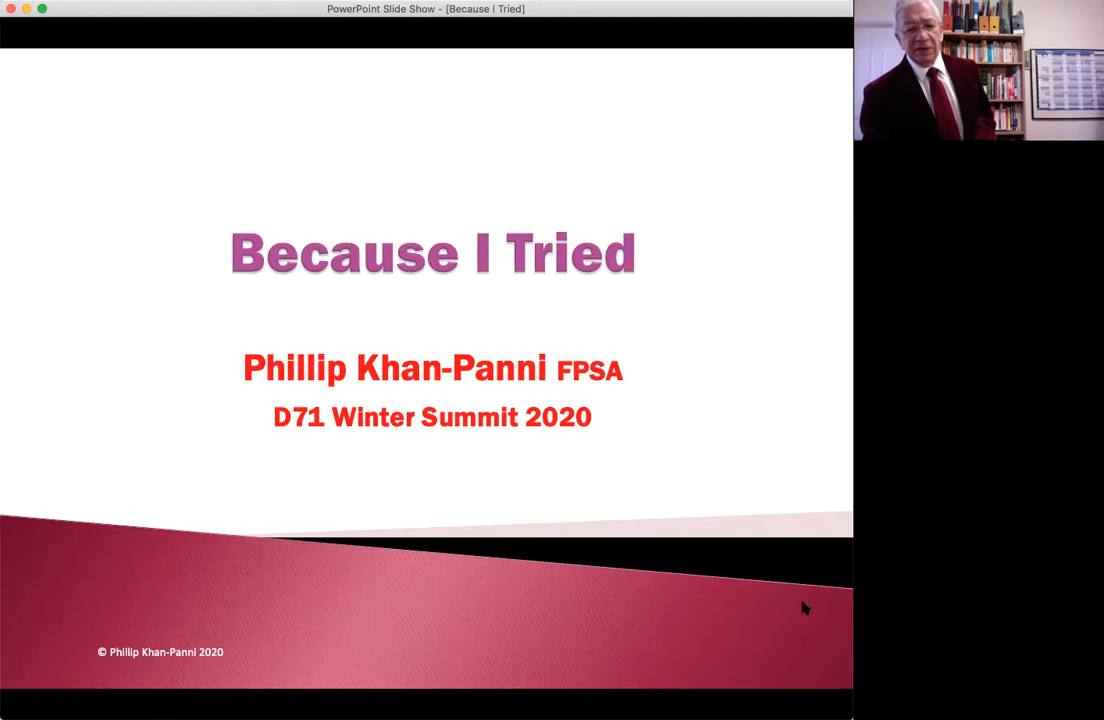 PowerPoint Slide Show - [Because I Tried]
Because I Tried
Phillip Khan-Panni FPSA
D71 Winter Summit 2020
© Phillip Khan-Panni 2020